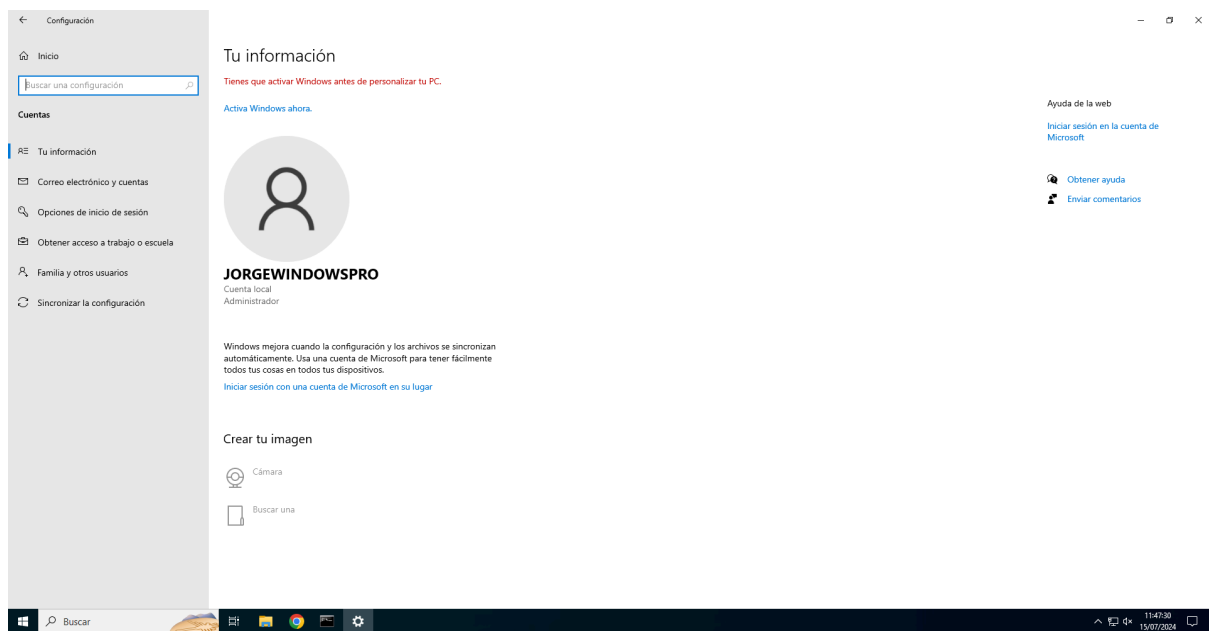 Configuración
Inicio
Buscar una configuración
Cuentas
Tu información
Correo electrónico y cuentas
Opciones de inicio de sesión
Obtener acceso a trabajo o escuela
Familia y otros usuarios
Sincronizar la configuración
Tu información
Tienes que activar Windows antes de personalizar tu PC.
Activa Windows ahora.
JORGEWINDOWSPRO
Cuenta local
Administrador
Windows mejora cuando la configuración y los archivos se sincronizan
automáticamente. Usa una cuenta de Microsoft para tener fácilmente
todos tus cosas en todos tus dispositivos.
Iniciar sesión con una cuenta de Microsoft en su lugar
Crear tu imagen
Cámara
Buscar una
Ayuda de la web
Iniciar sesión en la cuenta de
Microsoft
Obtener ayuda
Enviar comentarios
Buscar
11:47:30
15/07/2024